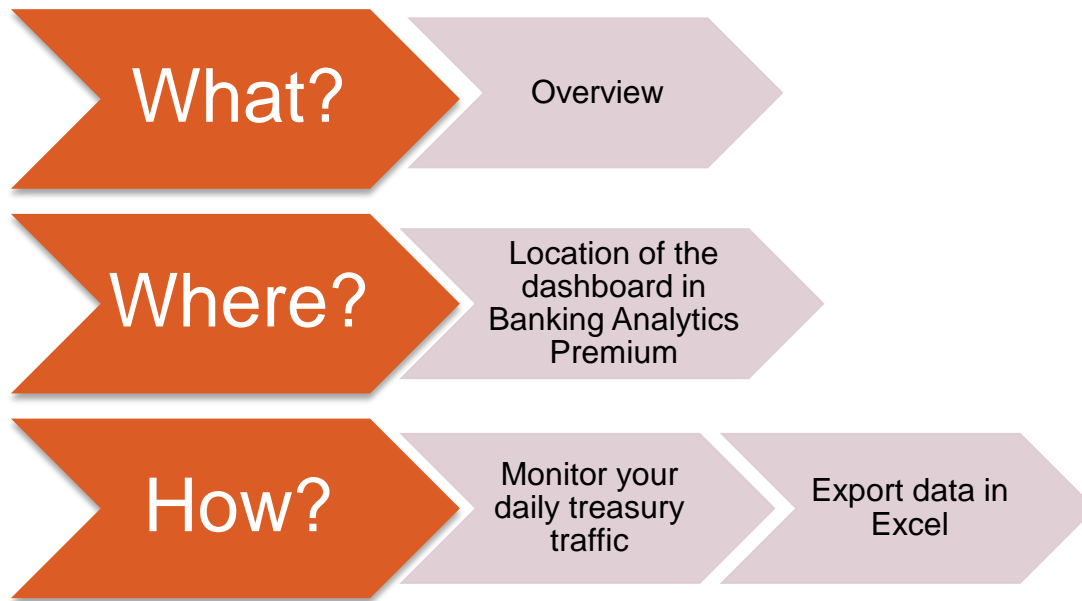 What?
Overview
Where?
Location of the
dashboard in
Banking Analytics
Premium
How?
Monitor your
daily treasury
traffic
Export data in
Excel